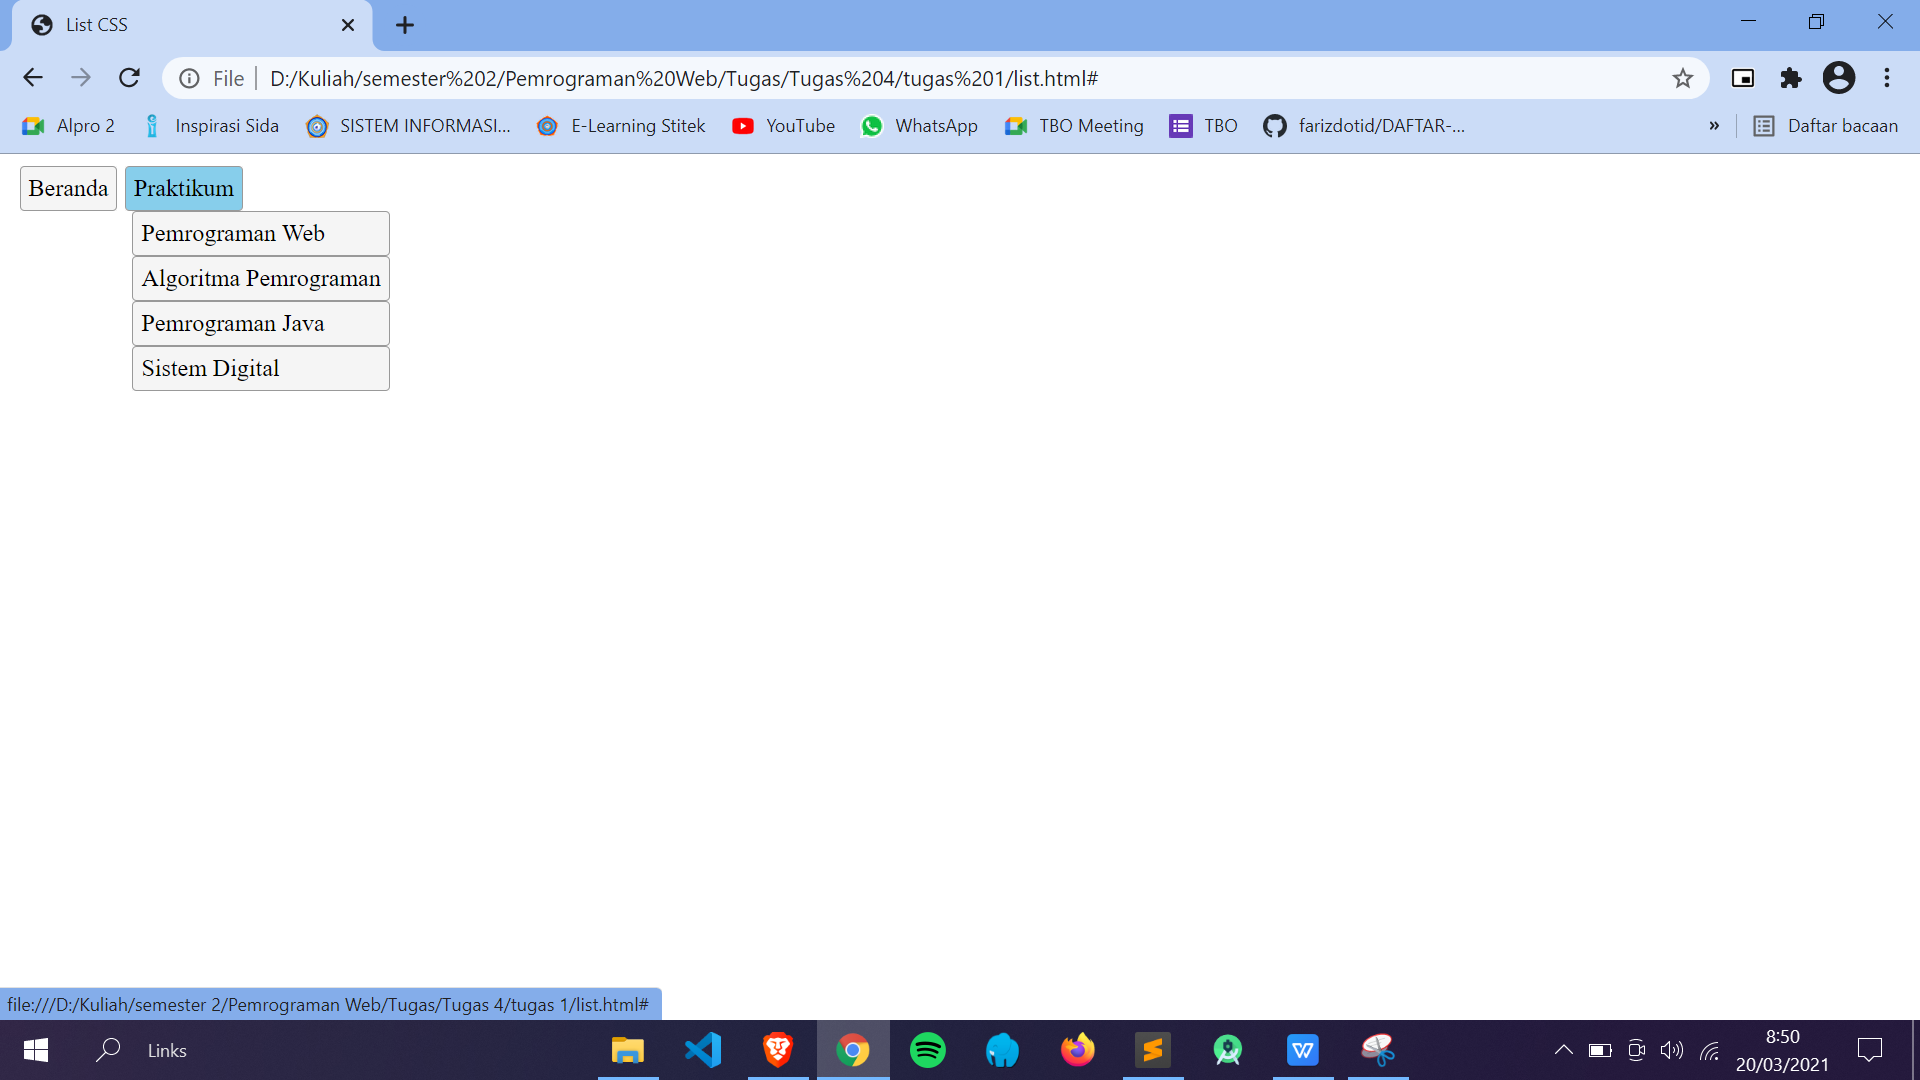 List CSS
File D:/Kuliah/semester%202/Pemrograman%20Web/Tugas/Tugas%204/tugas%201/list.html#
Alpro 2 Inspirasi Sida SISTEM INFORMASI... E-Learning Stitek YouTube WhatsApp TBO Meeting TBO farizdotid/DAFTAR-... » Daftar bacaan
Beranda Praktikum
Pemrograman Web
Algoritma Pemrograman
Pemrograman Java
Sistem Digital
file:///D:/Kuliah/semester 2/Pemrograman Web/Tugas/Tugas 4/tugas 1/list.html#
Links
8:50
20/03/2021